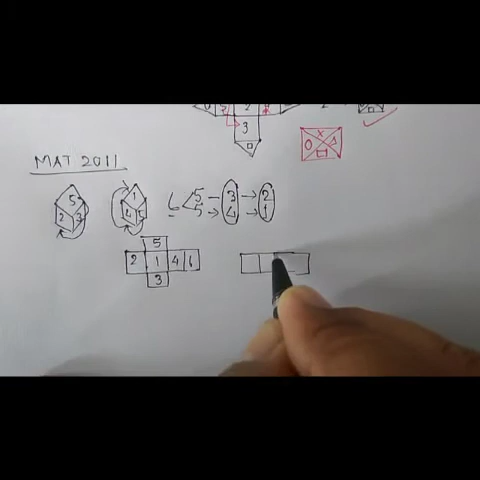 2
3
O X Δ
MAT 2011
5 1 6 5 – 3 → 2
2 3 4 5 5 → 4 → 1
5
2 1 4 6
3